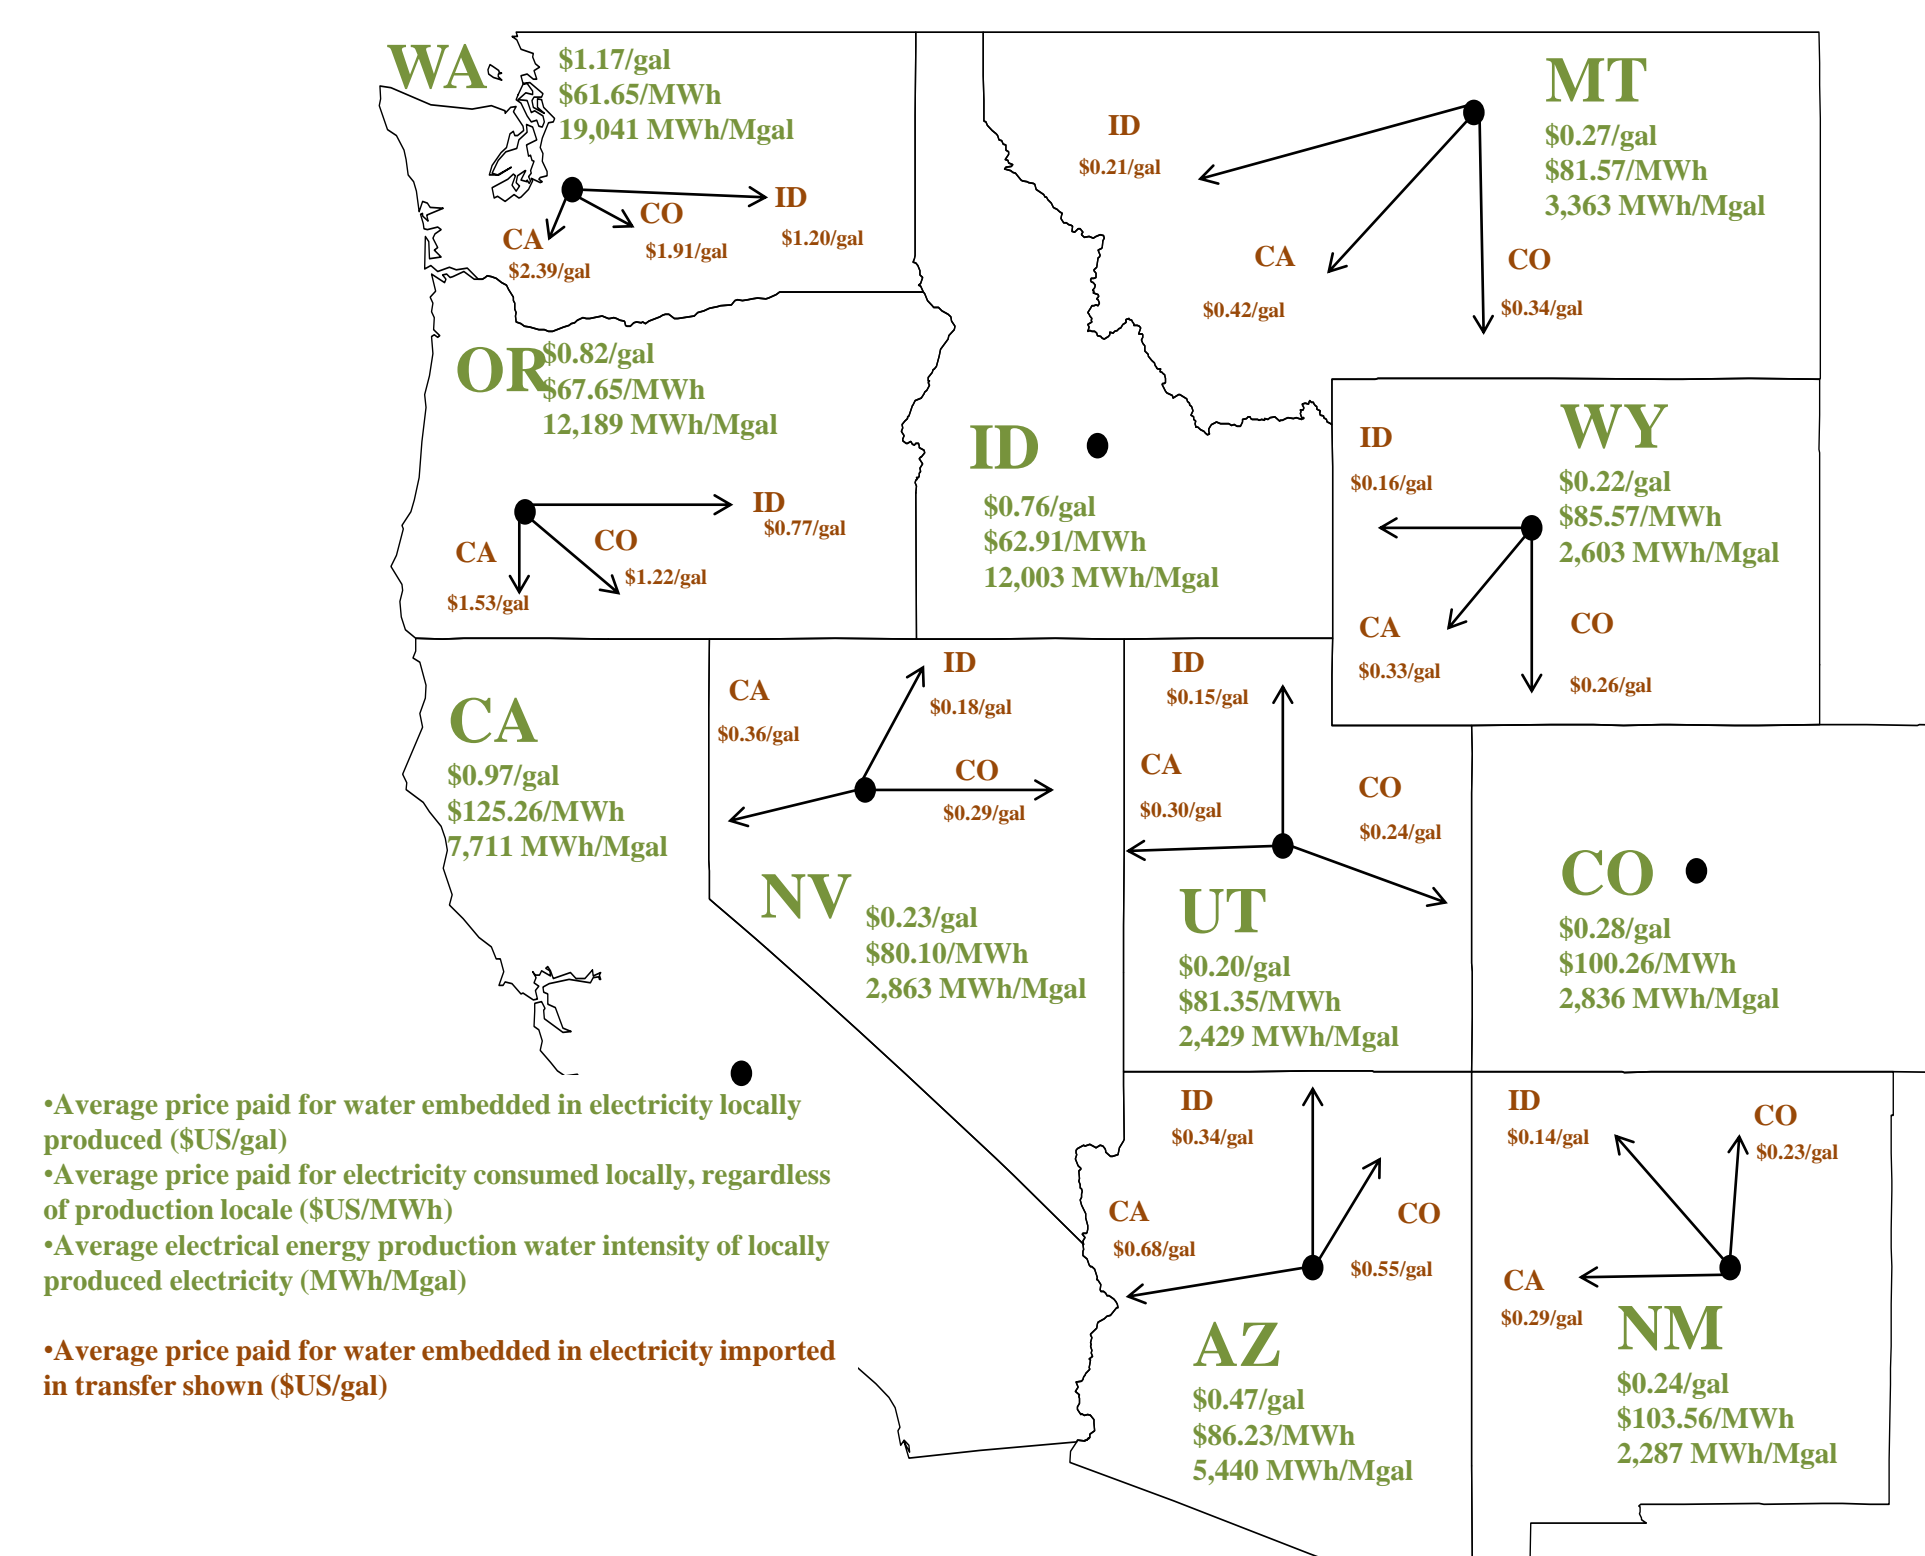 WA
$1.17/gal
$61.65/MWh
19,041 MWh/Mgal
ID
$1.20/gal
CO
$1.91/gal
CA
$2.39/gal
MT
$0.27/gal
$81.57/MWh
3,363 MWh/Mgal
ID
$0.21/gal
CA
$0.42/gal
CO
$0.34/gal
OR
$0.82/gal
$67.65/MWh
12,189 MWh/Mgal
ID
$0.77/gal
CO
$1.22/gal
CA
$1.53/gal
ID
$0.76/gal
$62.91/MWh
12,003 MWh/Mgal
WY
$0.22/gal
$85.57/MWh
2,603 MWh/Mgal
ID
$0.16/gal
CA
$0.33/gal
CO
$0.26/gal
CA
$0.97/gal
$125.26/MWh
7,711 MWh/Mgal
ID
$0.18/gal
CA
$0.36/gal
CO
$0.29/gal
NV
$0.23/gal
$80.10/MWh
2,863 MWh/Mgal
ID
$0.15/gal
CA
$0.30/gal
CO
$0.24/gal
UT
$0.20/gal
$81.35/MWh
2,429 MWh/Mgal
CO
$0.28/gal
$100.26/MWh
2,836 MWh/Mgal
ID
$0.34/gal
CA
$0.68/gal
CO
$0.55/gal
AZ
$0.47/gal
$86.23/MWh
5,440 MWh/Mgal
ID
$0.14/gal
CO
$0.23/gal
CA
$0.29/gal
NM
$0.24/gal
$103.56/MWh
2,287 MWh/Mgal
•Average price paid for water embedded in electricity locally
produced ($US/gal)
•Average price paid for electricity consumed locally, regardless
of production locale ($US/MWh)
•Average electrical energy production water intensity of locally
produced electricity (MWh/Mgal)
•Average price paid for water embedded in electricity imported
in transfer shown ($US/gal)